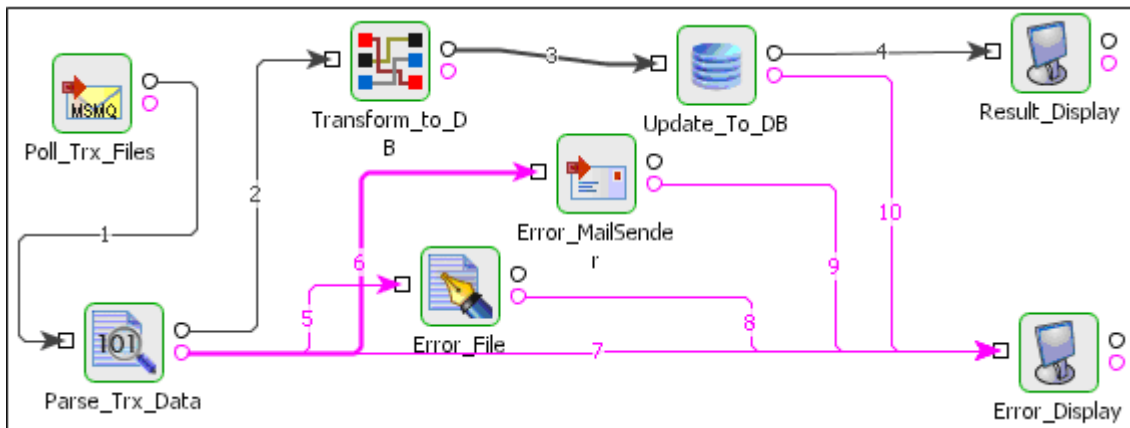 3
4
MSMQ
Poll_Trx_Files
Transform_to_D
B
Update_To_DB
Result_Display
2
1
10
Error_MailSende
r
6
9
5
8
101
Error_File
7
Parse_Trx_Data
Error_Display